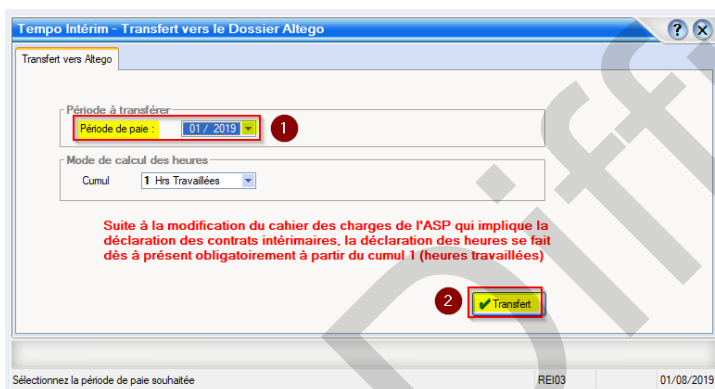 Tempo Intérim - Transfert vers le Dossier Altego
Transfert vers Altego
Période à transférer
Période de paie : 01 / 2019 1
Mode de calcul des heures
Cumul 1 Hrs Travaillées
Suite à la modification du cahier des charges de l'ASP qui implique la
déclaration des contrats intérimaires, la déclaration des heures se fait
dès à présent obligatoirement à partir du cumul 1 (heures travaillées)
2 Transfert
Sélectionnez la période de paie souhaitée REI03 01/08/2019
Diff